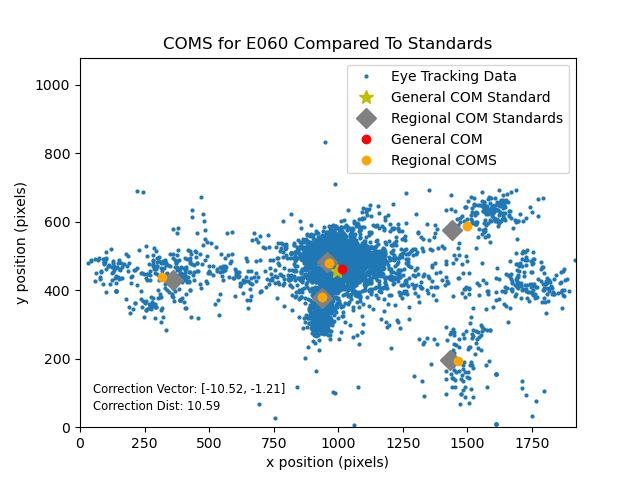 COMS for E060 Compared To Standards
Eye Tracking Data
General COM Standard
Regional COM Standards
General COM
Regional COMS
y position (pixels)
1000
800
600
400
200
0
Correction Vector: [-10.52, -1.21]
Correction Dist: 10.59
0 250 500 750 1000 1250 1500 1750
x position (pixels)